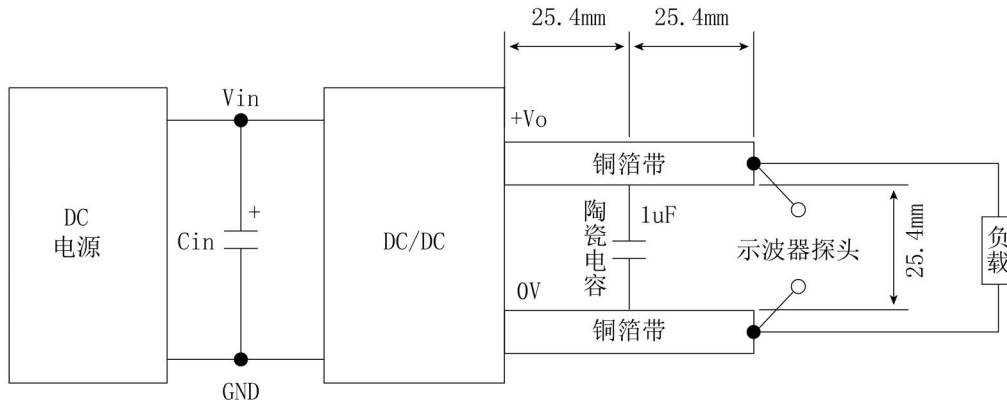 25.4mm
25.4mm
Vin
+Vo
铜箔带
DC
电源
+
Cin
DC/DC
陶瓷电容
1uF
示波器探头
25.4mm
负载
0V
铜箔带
GND